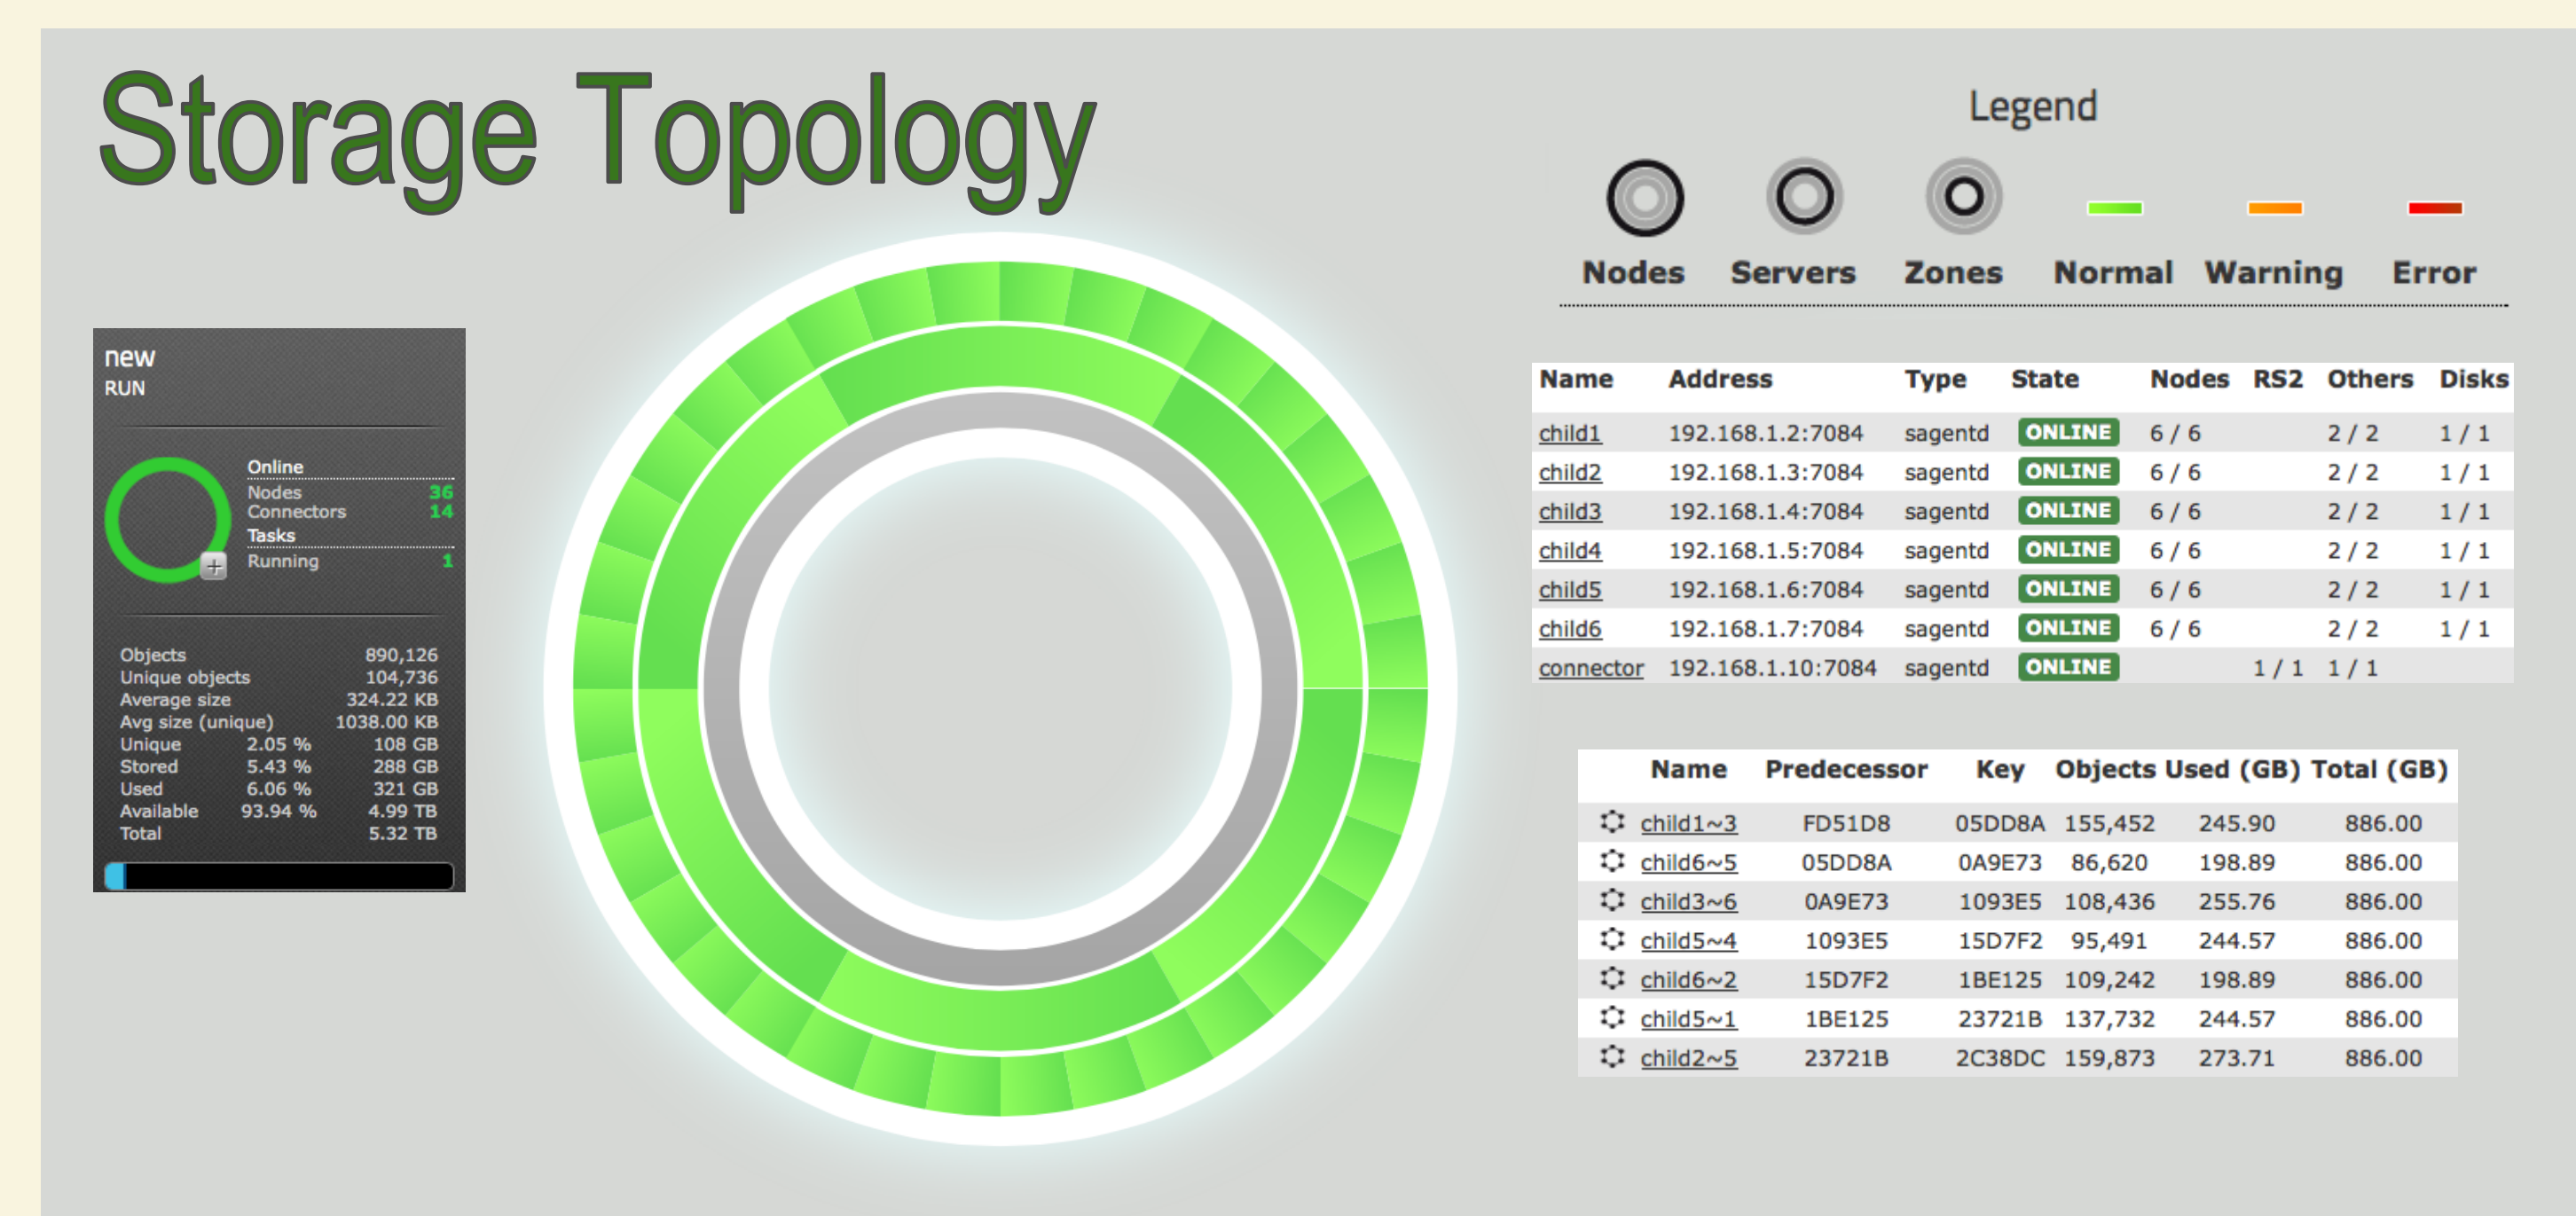 Storage Topology
Legend
Nodes Servers Zones Normal Warning Error
new
RUN
Online
Nodes 36
Connectors 14
Tasks
Running 1
Objects 890,126
Unique objects 104,736
Average size 324.22 KB
Avg size (unique) 1038.00 KB
Unique 2.05 % 108 GB
Stored 5.43 % 288 GB
Used 6.06 % 321 GB
Available 93.94 % 4.99 TB
Total 5.32 TB
Name Address Type State Nodes RS2 Others Disks
child1 192.168.1.2:7084 sagentd ONLINE 6 / 6 2 / 2 1 / 1
child2 192.168.1.3:7084 sagentd ONLINE 6 / 6 2 / 2 1 / 1
child3 192.168.1.4:7084 sagentd ONLINE 6 / 6 2 / 2 1 / 1
child4 192.168.1.5:7084 sagentd ONLINE 6 / 6 2 / 2 1 / 1
child5 192.168.1.6:7084 sagentd ONLINE 6 / 6 2 / 2 1 / 1
child6 192.168.1.7:7084 sagentd ONLINE 6 / 6 2 / 2 1 / 1
connector 192.168.1.10:7084 sagentd ONLINE 1 / 1 1 / 1
Name Predecessor Key Objects Used (GB) Total (GB)
child1~3 FD51D8 05DD8A 155,452 245.90 886.00
child6~5 05DD8A 0A9E73 86,620 198.89 886.00
child3~6 0A9E73 1093E5 108,436 255.76 886.00
child5~4 1093E5 15D7F2 95,491 244.57 886.00
child6~2 15D7F2 1BE125 109,242 198.89 886.00
child5~1 1BE125 23721B 137,732 244.57 886.00
child2~5 23721B 2C38DC 159,873 273.71 886.00